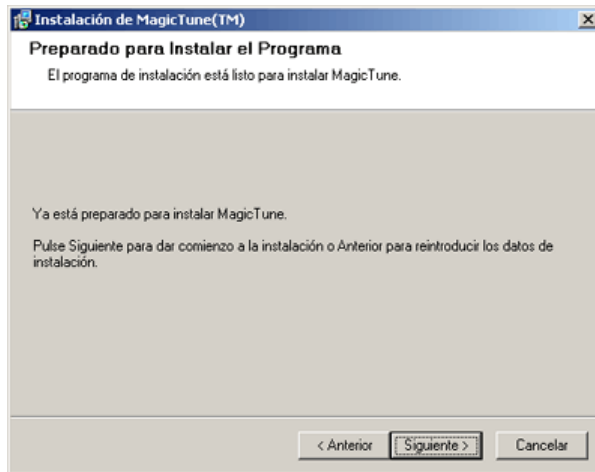 Instalación de MagicTune(TM)
Preparado para Instalar el Programa
El programa de instalación está listo para instalar MagicTune.
Ya está preparado para instalar MagicTune.
Pulse Siguiente para dar comienzo a la instalación o Anterior para reintroducir los datos de
instalación.
< Anterior Siguiente > Cancelar